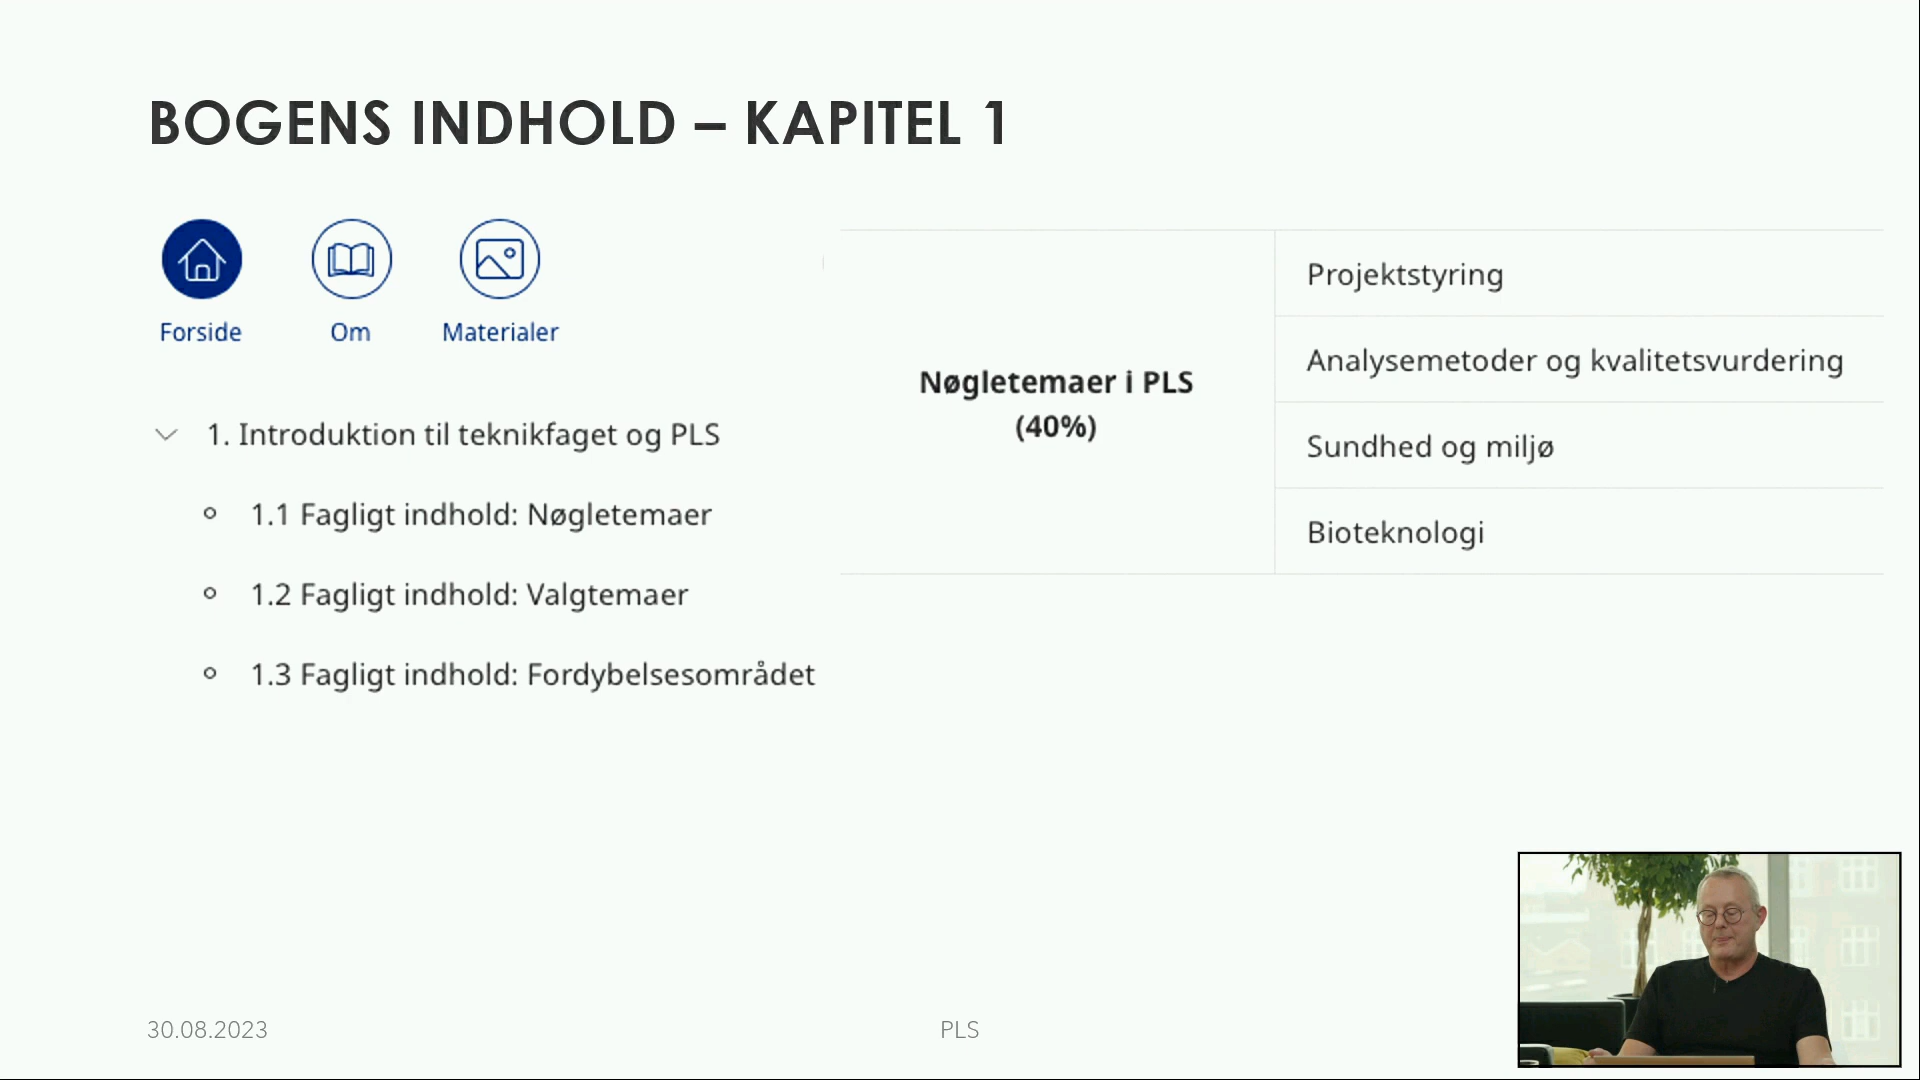 BOGENS INDHOLD – KAPITEL 1
Forside
Om
Materialer
1. Introduktion til teknikfaget og PLS
1.1 Fagligt indhold: Nøgletemaer
1.2 Fagligt indhold: Valgtemaer
1.3 Fagligt indhold: Fordybelsesområdet
Nøgletemaer i PLS
(40%)
Projektstyring
Analysemetoder og kvalitetsvurdering
Sundhed og miljø
Bioteknologi
30.08.2023
PLS